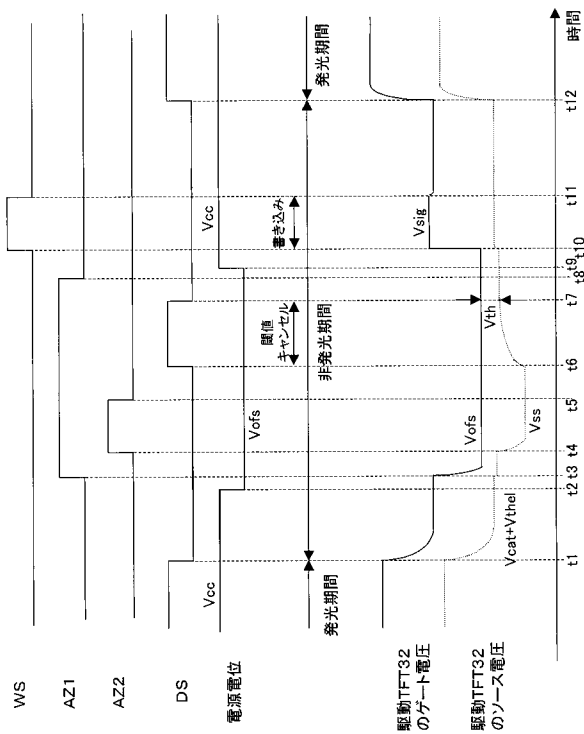 WS
AZ1
AZ2
DS
電源電位
Vcc
Vofs
Vcc
発光期間
非発光期間
発光期間
閾値
キャンセル
書き込み
駆動TFT32
のゲート電圧
Vofs
Vsig
Vth
駆動TFT32
のソース電圧
Vcat+Vthel
Vss
t1
t2
t3
t4
t5
t6
t7
t8
t9
t10
t11
t12
時間